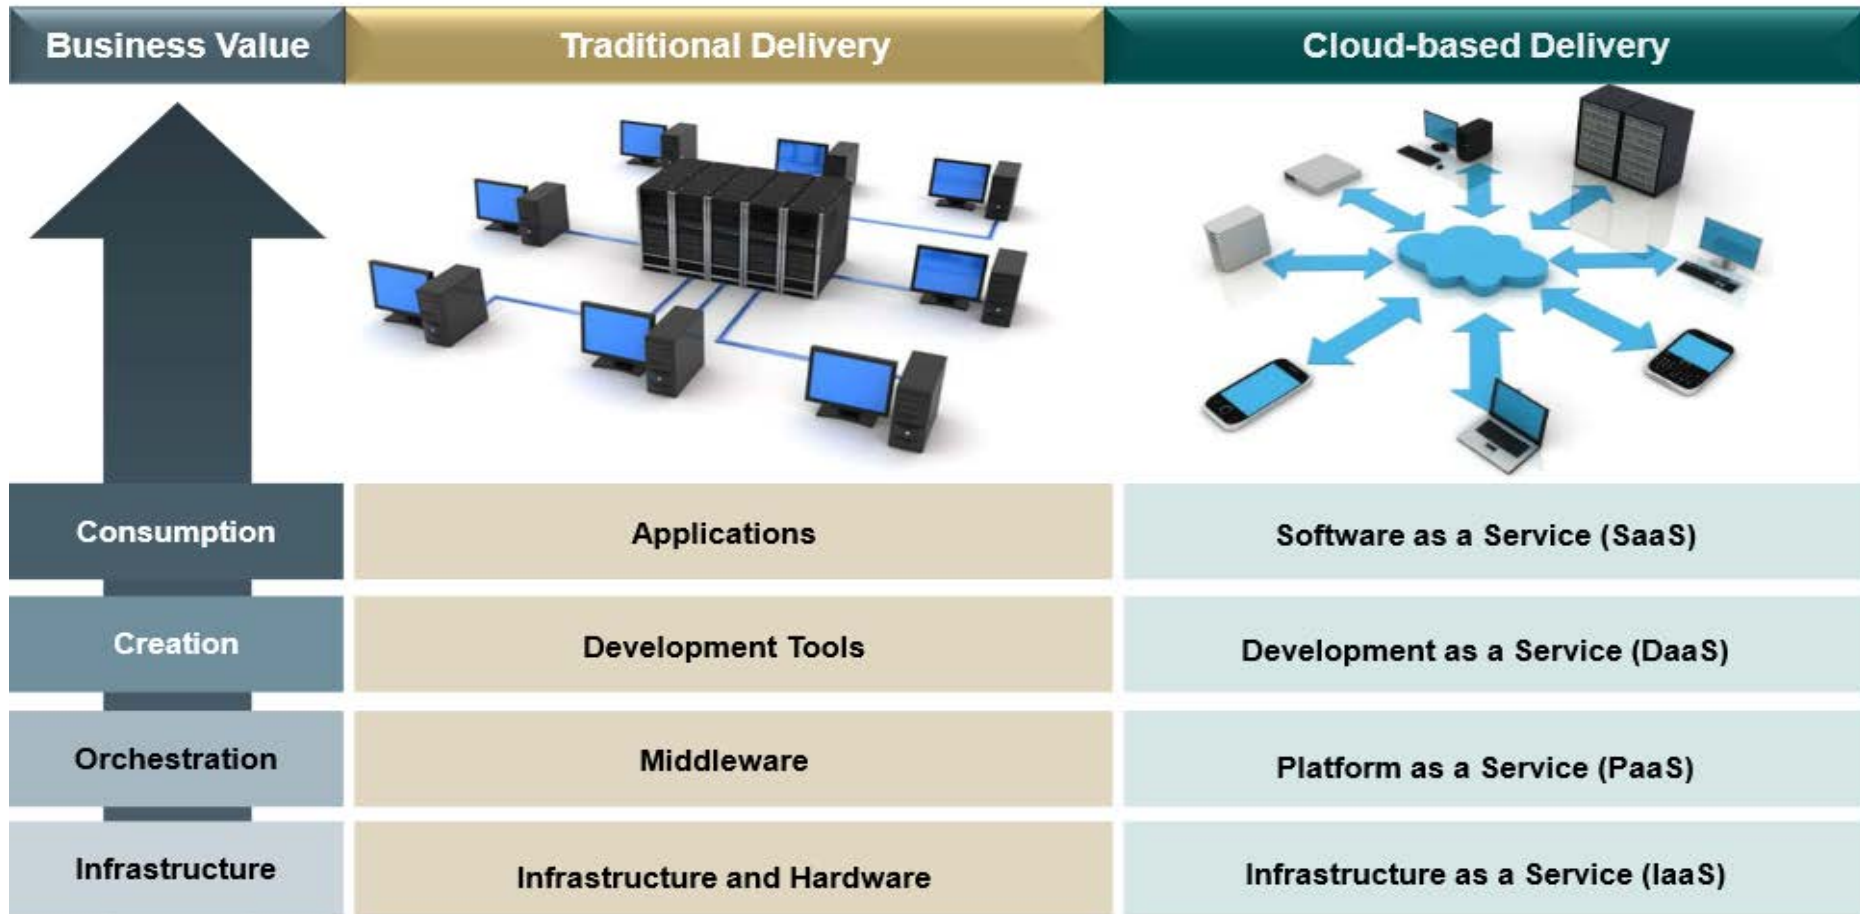 Business Value
Traditional Delivery
Cloud-based Delivery
Consumption
Applications
Software as a Service (SaaS)
Creation
Development Tools
Development as a Service (DaaS)
Orchestration
Middleware
Platform as a Service (PaaS)
Infrastructure
Infrastructure and Hardware
Infrastructure as a Service (IaaS)